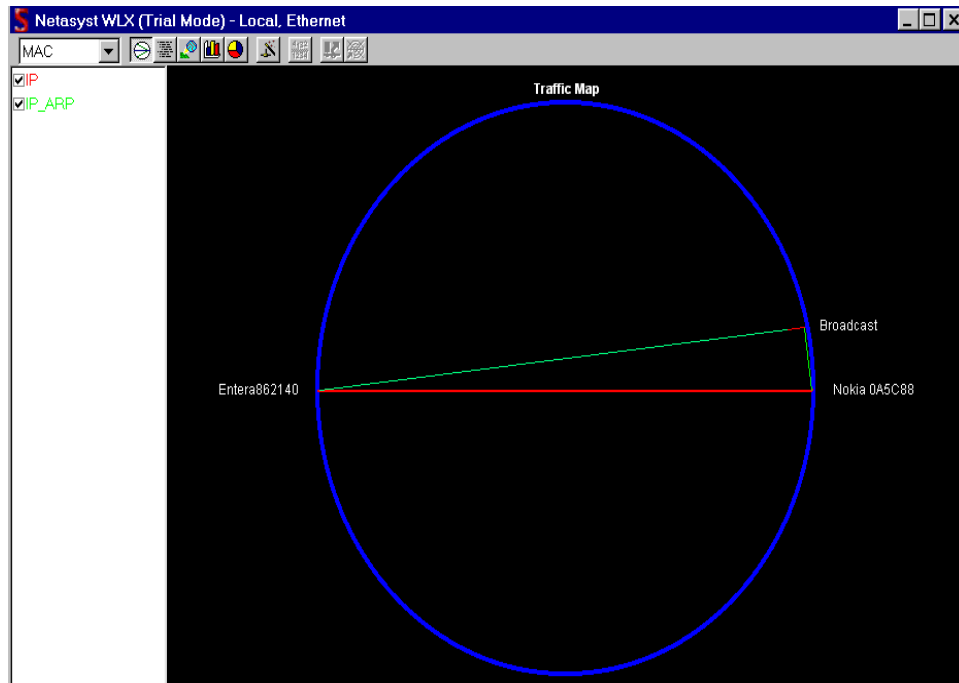 Netasyst WLX (Trial Mode) - Local, Ethernet
MAC
IP
IP_ARP
Traffic Map
Broadcast
Entera862140
Nokia 0A5C88